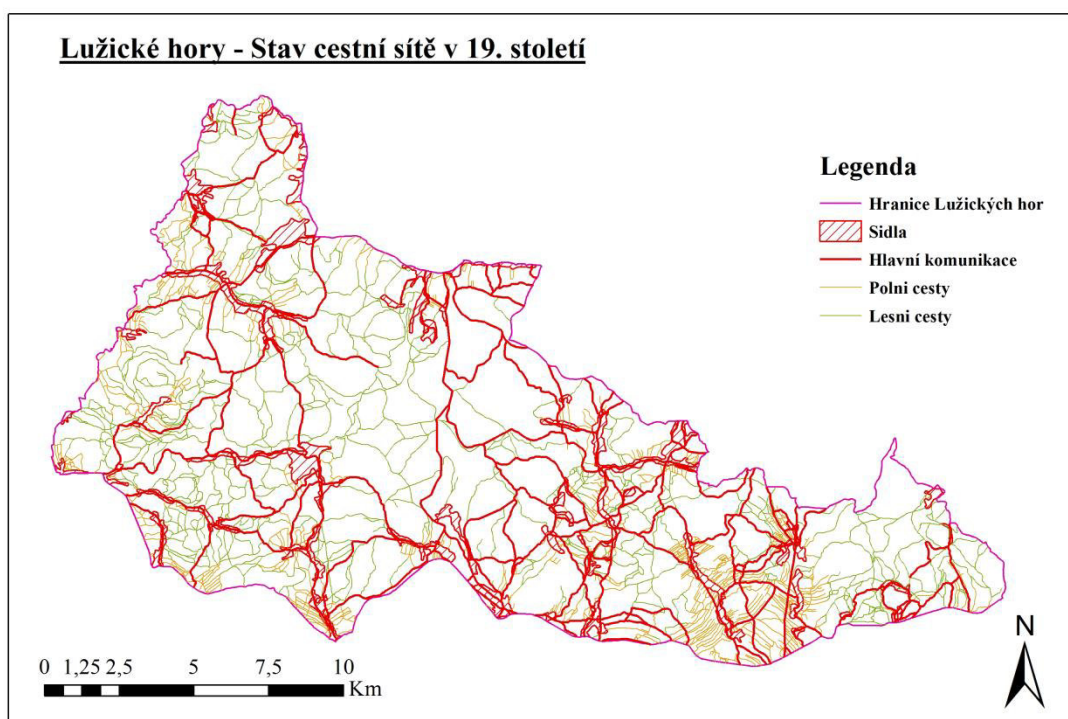 Lužické hory - Stav cestní sítě v 19. století
Legenda
Hranice Lužických hor
Sídla
Hlavní komunikace
Polni cesty
Lesni cesty
0 1,25 2,5 5 7,5 10
Km
N